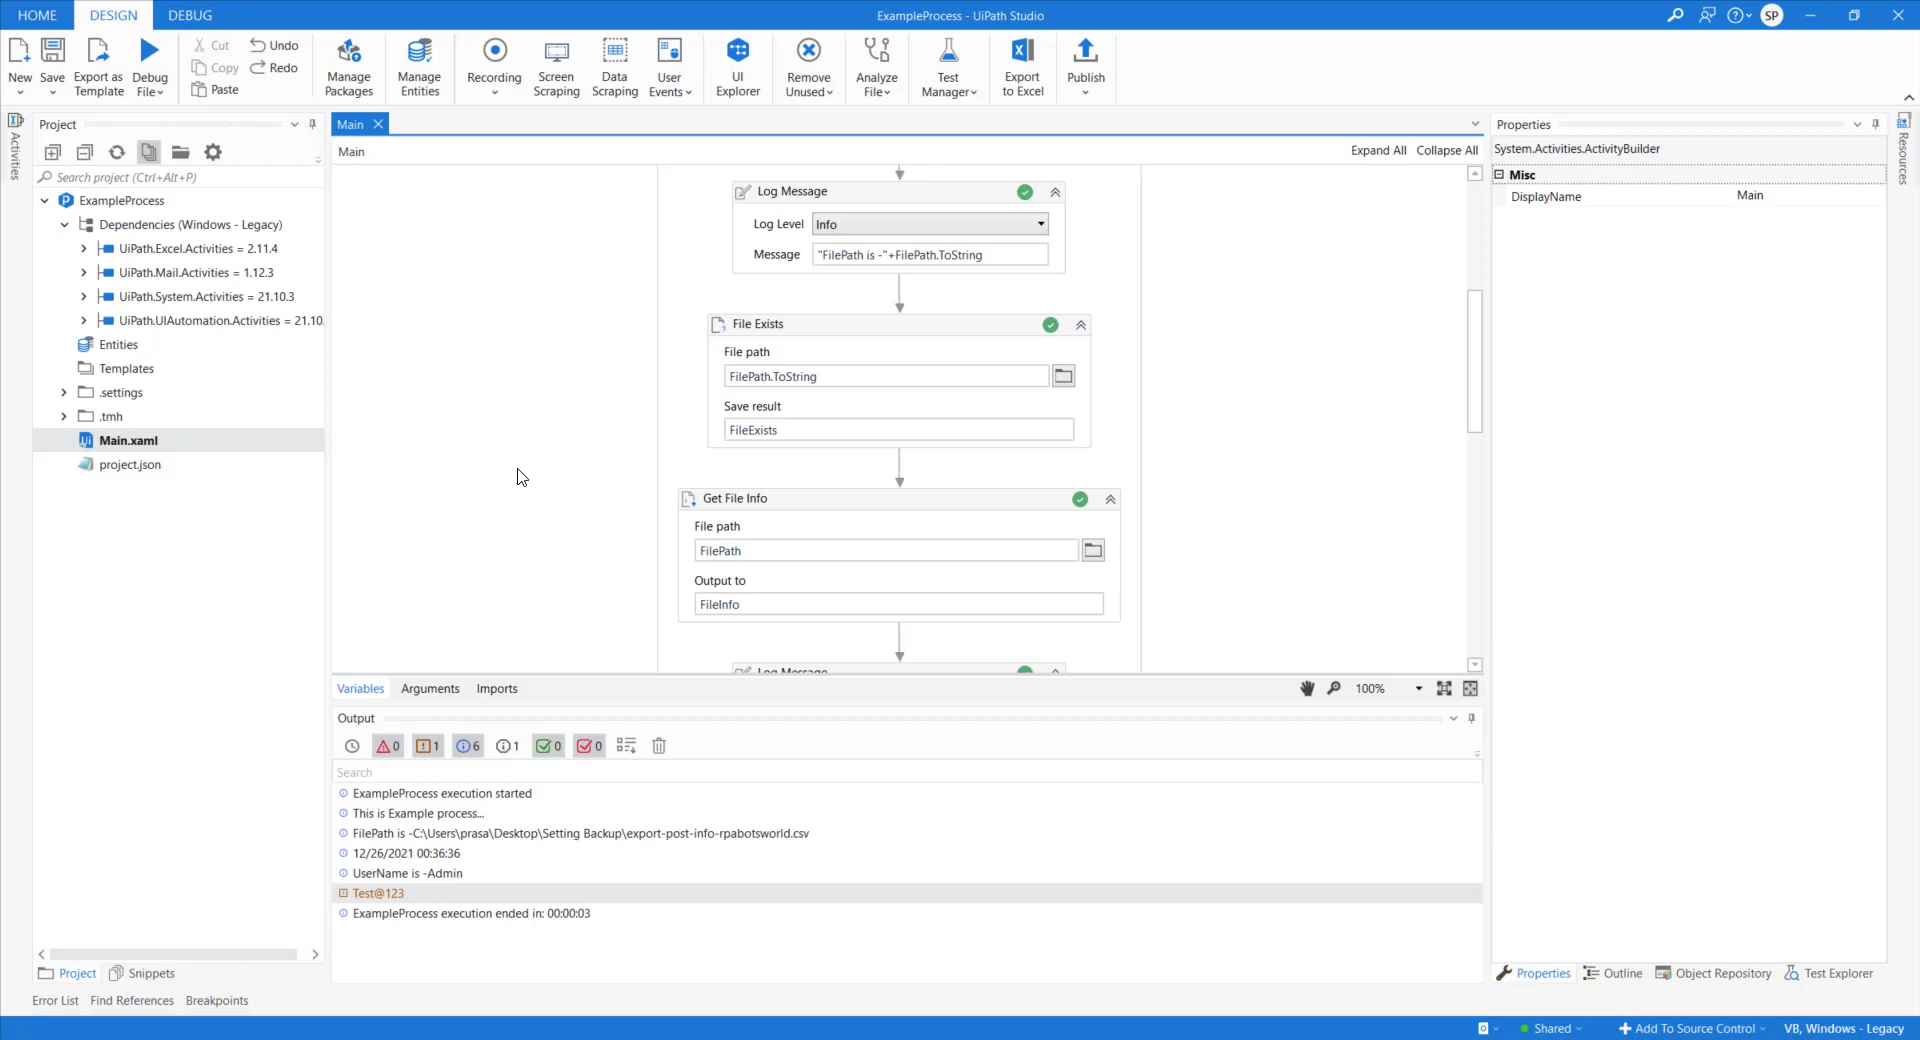 HOME DESIGN DEBUG ExampleProcess - UiPath Studio SP
New Save Export as Template Debug File
Cut Undo
Copy Redo
Paste
Manage Packages Manage Entities Recording Screen Scraping Data Scraping User Events UI Explorer Remove Unused Analyze File Test Manager Export to Excel Publish
Activities
Project
Search project (Ctrl+Alt+P)
ExampleProcess
Dependencies (Windows - Legacy)
UiPath.Excel.Activities = 2.11.4
UiPath.Mail.Activities = 1.12.3
UiPath.System.Activities = 21.10.3
UiPath.UIAutomation.Activities = 21.10.
Entities
Templates
.settings
.tmh
Main.xaml
project.json
Project Snippets
Main
Main Expand All Collapse All
Log Message
Log Level Info
Message "FilePath is -"+FilePath.ToString
File Exists
File path
FilePath.ToString
Save result
FileExists
Get File Info
File path
FilePath
Output to
FileInfo
Log Message
Variables Arguments Imports 100%
Output
0 1 6 1 0 0
Search
ExampleProcess execution started
This is Example process...
FilePath is -C:\Users\prasa\Desktop\Setting Backup\export-post-info-rpabotsworld.csv
12/26/2021 00:36:36
UserName is -Admin
Test@123
ExampleProcess execution ended in: 00:00:03
Properties
System.Activities.ActivityBuilder
Misc
DisplayName Main
Resources
Properties Outline Object Repository Test Explorer
Error List Find References Breakpoints
Shared Add To Source Control VB, Windows - Legacy